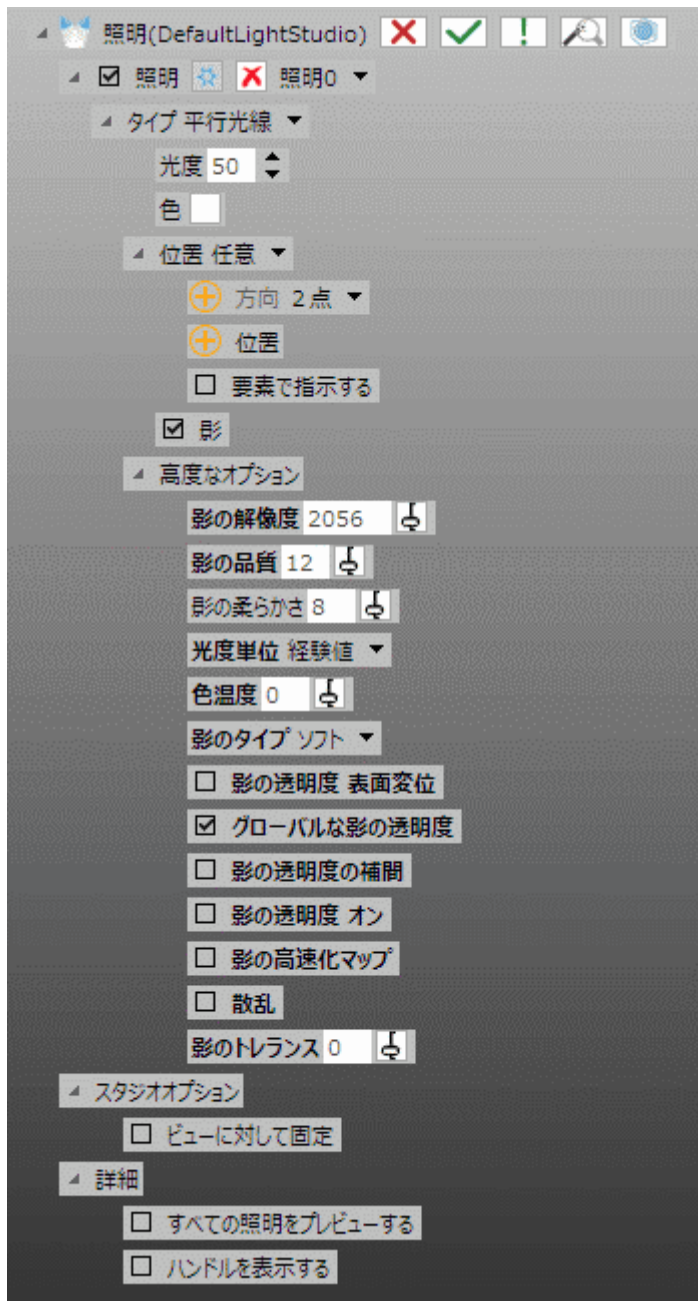 照明(DefaultLightStudio)
照明 照明0
タイプ 平行光線
光度 50
色
位置 任意
方向 2点
位置
要素で指示する
影
高度なオプション
影の解像度 2056
影の品質 12
影の柔らかさ 8
光度単位 経験値
色温度 0
影のタイプ ソフト
影の透明度 表面変位
グローバルな影の透明度
影の透明度の補間
影の透明度 オン
影の高速化マップ
散乱
影のトレランス 0
スタジオオプション
ビューに対して固定
詳細
すべての照明をプレビューする
ハンドルを表示する